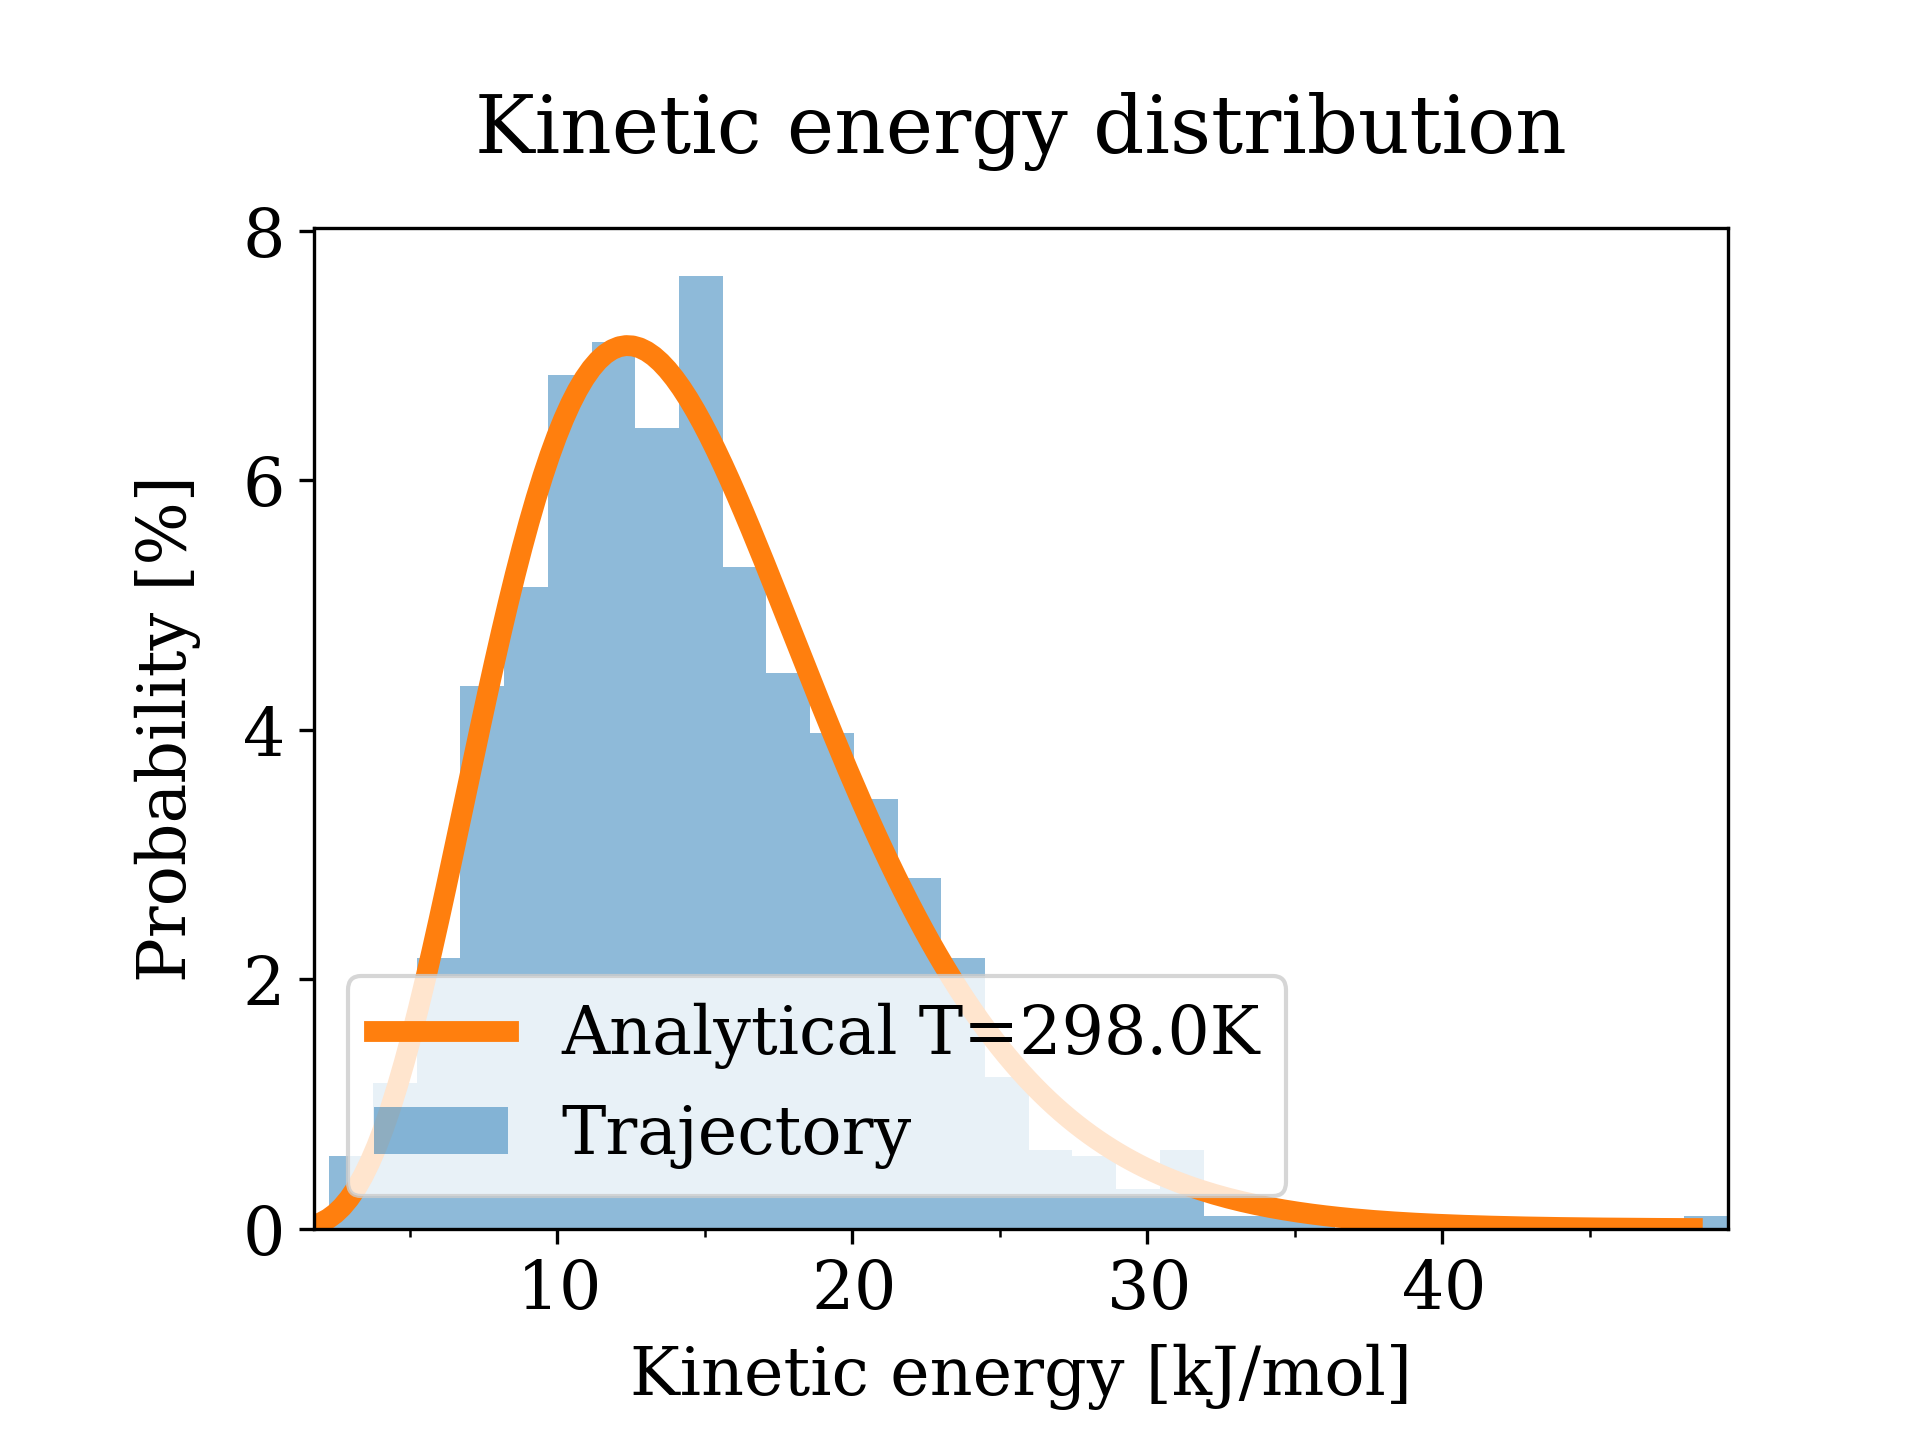 Kinetic energy distribution
8
6
4
2
0
Probability [%]
Analytical T=298.0K
Trajectory
10 20 30 40
Kinetic energy [kJ/mol]